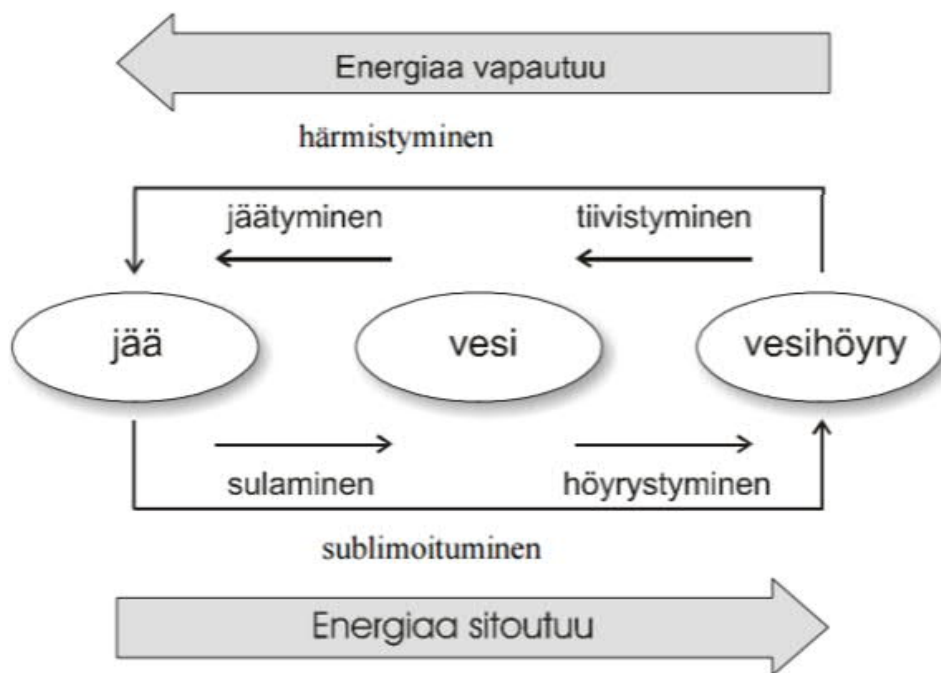 Energiaa vapautuu
härmistyminen
jäätyminen
tiivistyminen
jää
vesi
vesihöyry
sulaminen
höyrystyminen
sublimoituminen
Energiaa sitoutuu